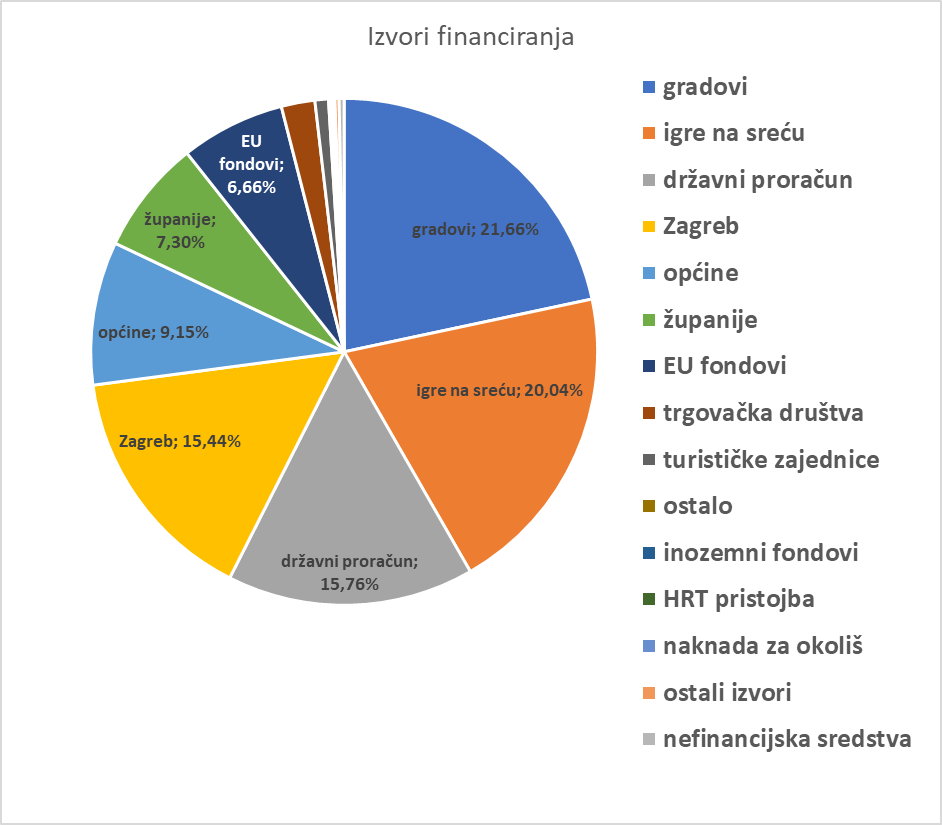 Izvori financiranja
gradovi; 21,66%
igre na sreću; 20,04%
državni proračun;
15,76%
Zagreb; 15,44%
općine; 9,15%
županije;
7,30%
EU
fondovi;
6,66%
gradovi
igre na sreću
državni proračun
Zagreb
općine
županije
EU fondovi
trgovačka društva
turističke zajednice
ostalo
inozemni fondovi
HRT pristojba
naknada za okoliš
ostali izvori
nefinancijska sredstva